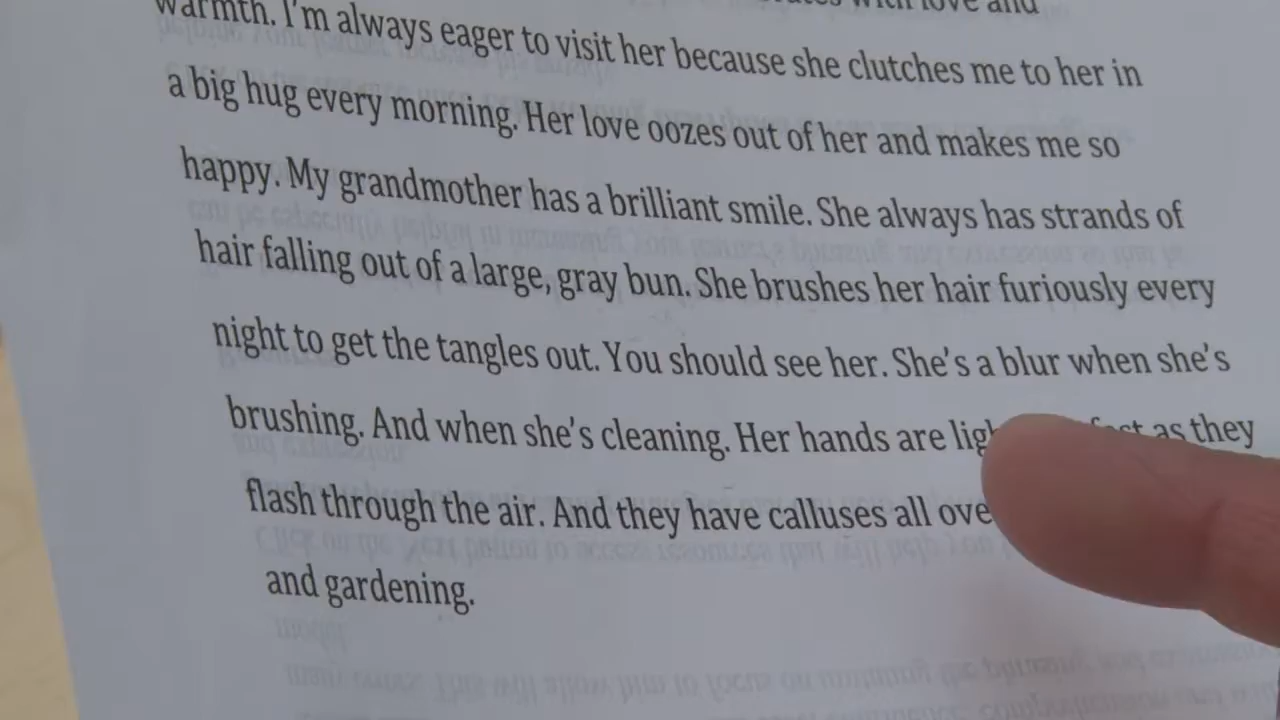 with love and
warmth. I'm always eager to visit her because she clutches me to her in
a big hug every morning. Her love oozes out of her and makes me so
happy. My grandmother has a brilliant smile. She always has strands of
hair falling out of a large, gray bun. She brushes her hair furiously every
night to get the tangles out. You should see her. She's a blur when she's
brushing. And when she's cleaning. Her hands are as they
flash through the air. And they have calluses all
and gardening.